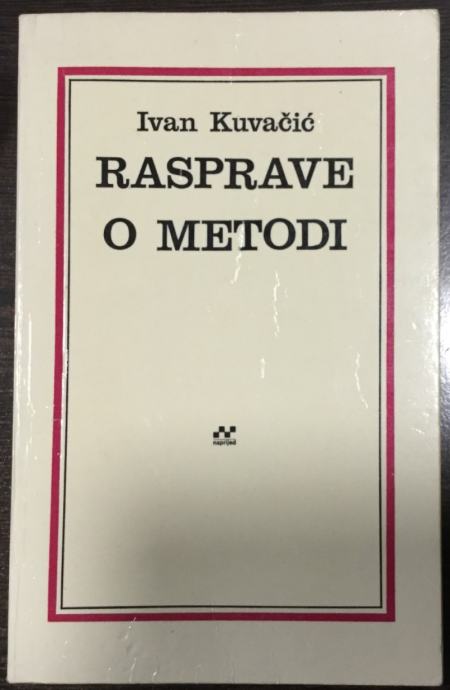 Ivan Kuvačić
RASPRAVE
O METODI
naprijed